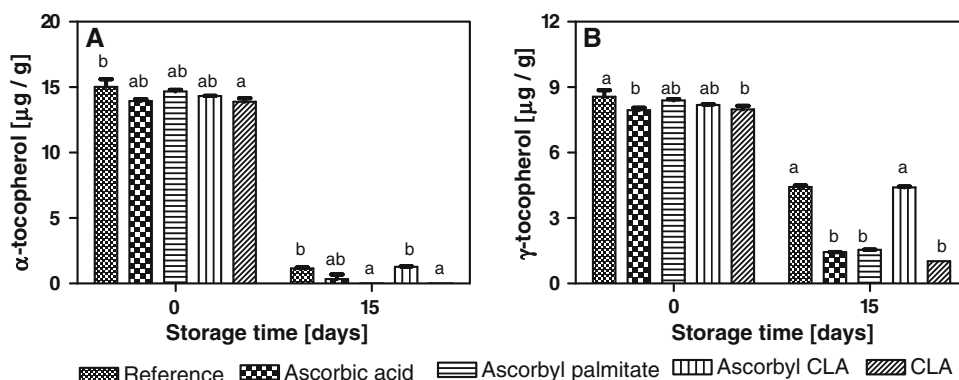 A
α-tocopherol [µg / g]
20
15
10
5
0
b ab ab ab a
b ab a b a
0 15
Storage time [days]
B
γ-tocopherol [µg / g]
12
9
6
3
0
a b ab ab b
a b b a b
0 15
Storage time [days]
Reference Ascorbic acid Ascorbyl palmitate Ascorbyl CLA CLA